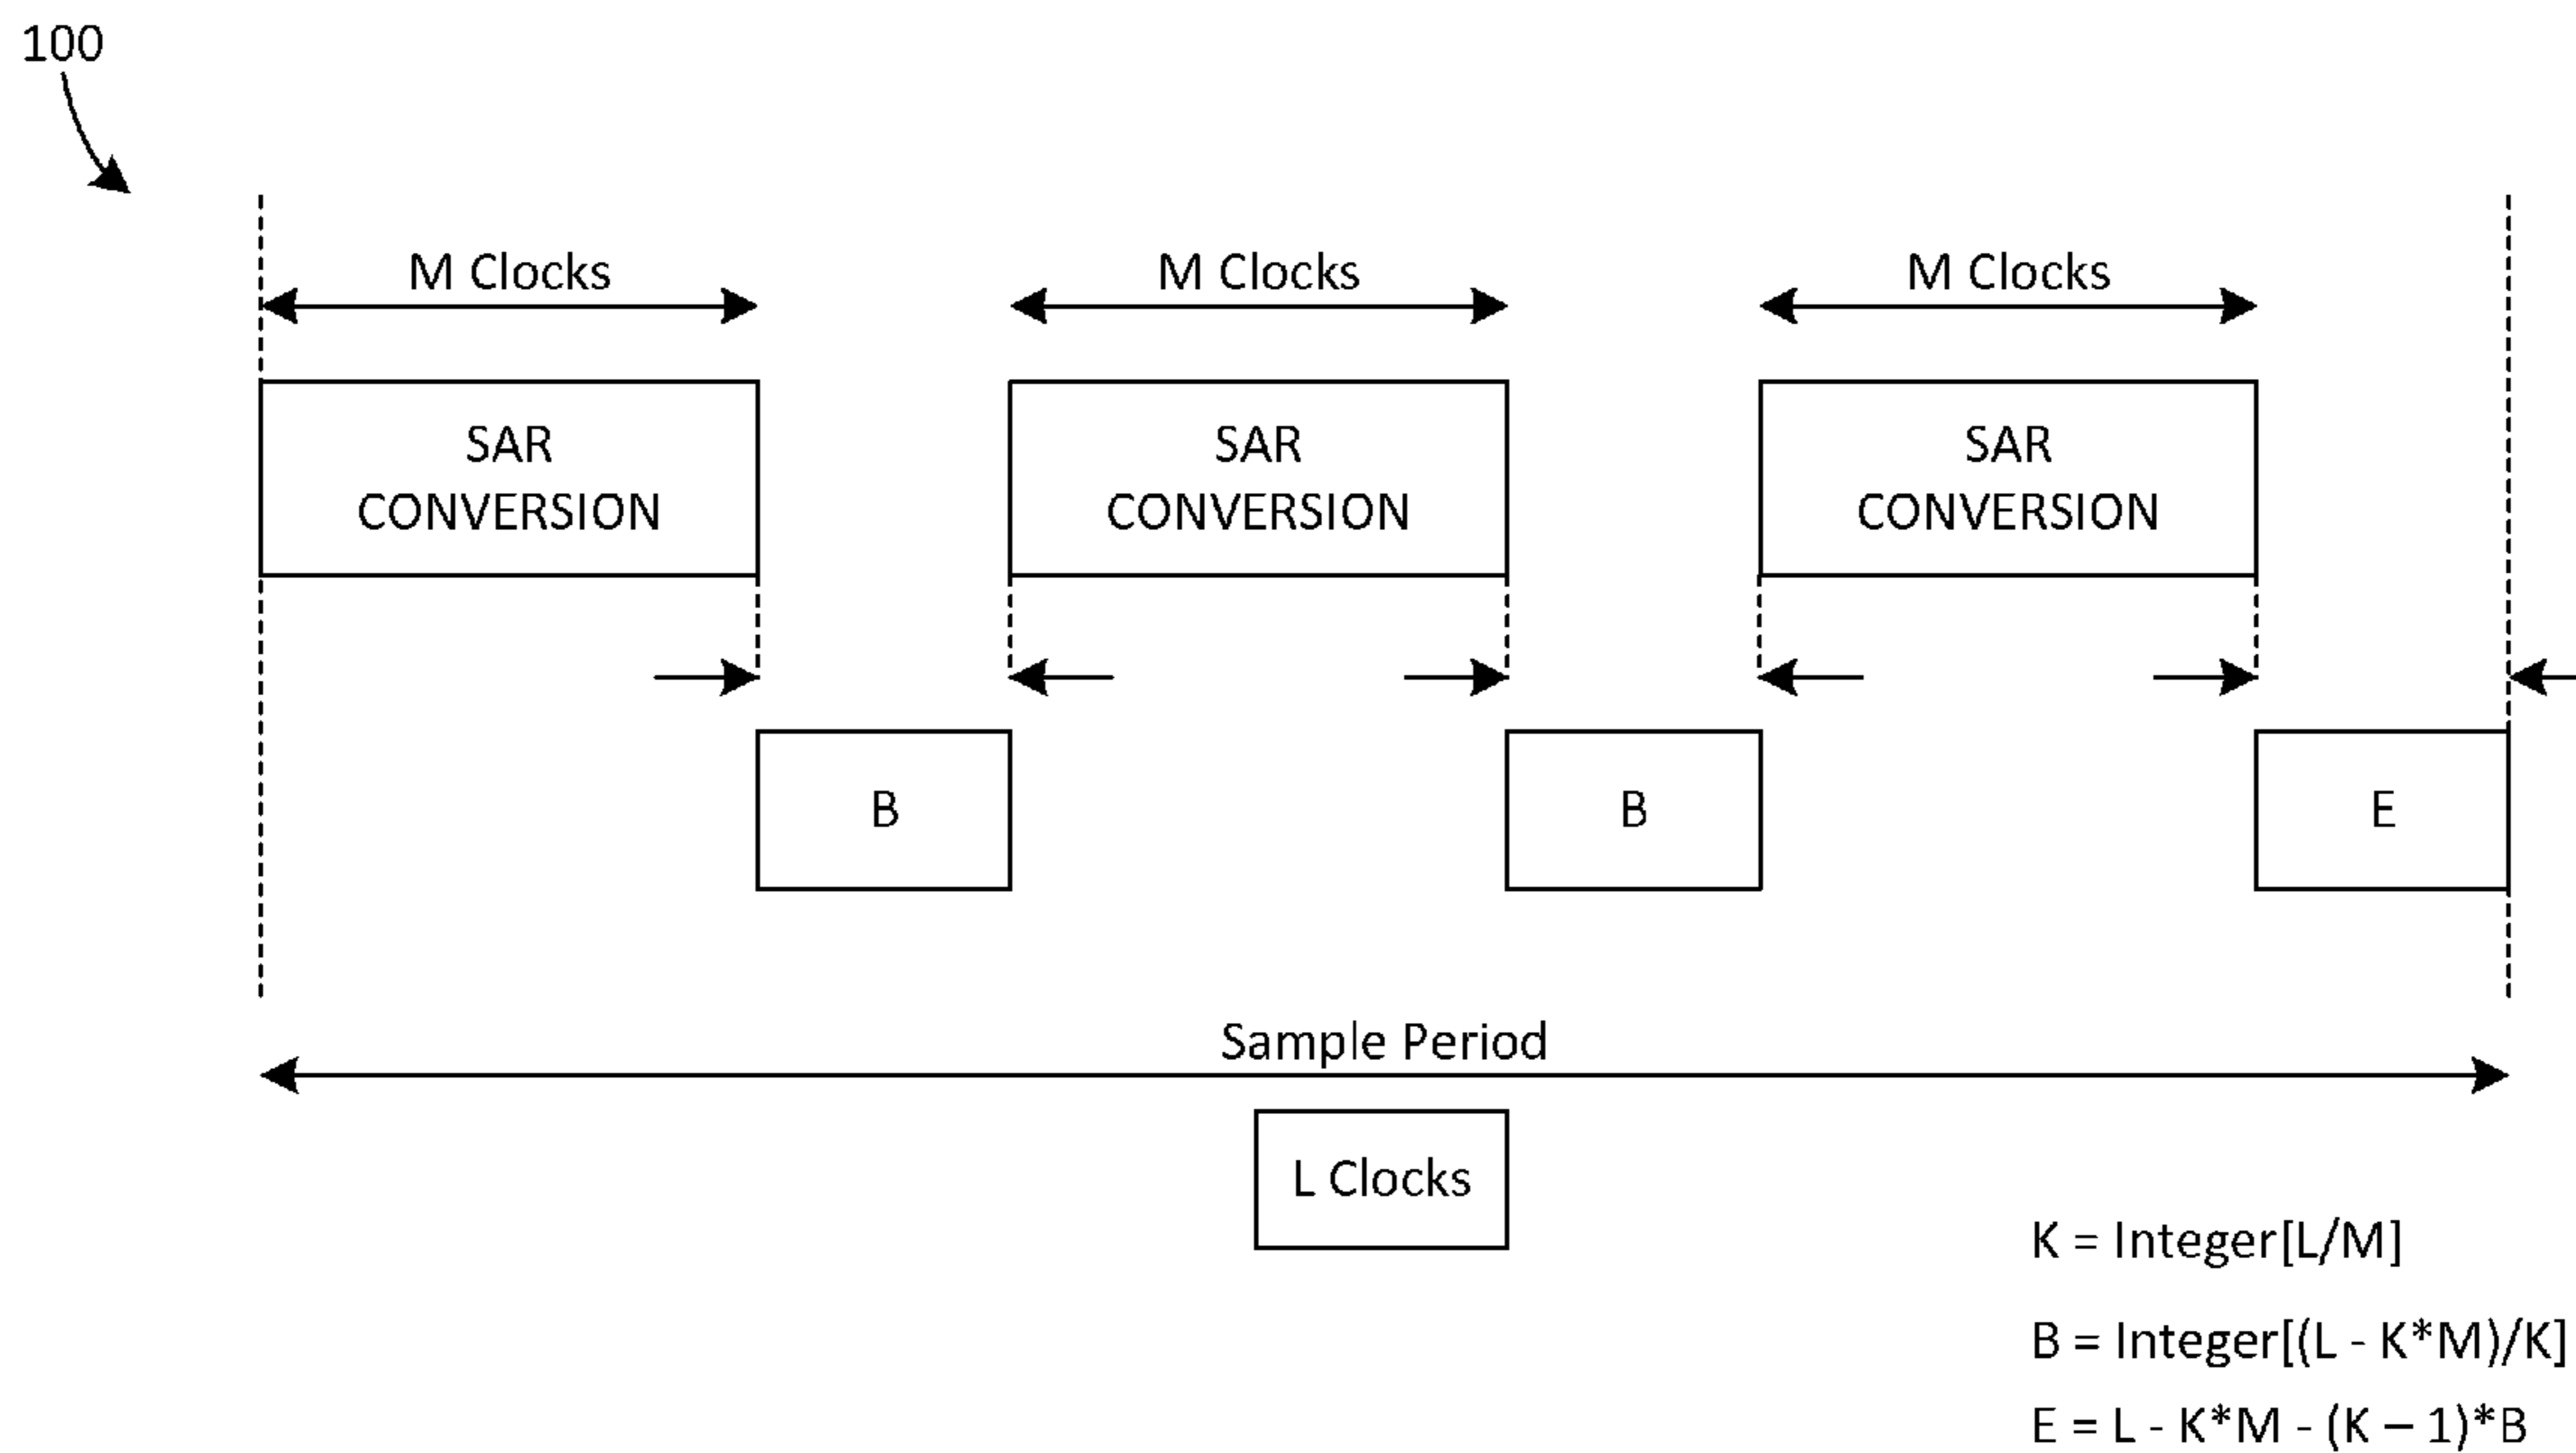 100
M Clocks
M Clocks
M Clocks
SAR
CONVERSION
SAR
CONVERSION
SAR
CONVERSION
B
B
E
Sample Period
L Clocks
K = Integer[L/M]
B = Integer[(L - K*M)/K]
E = L - K*M - (K – 1)*B